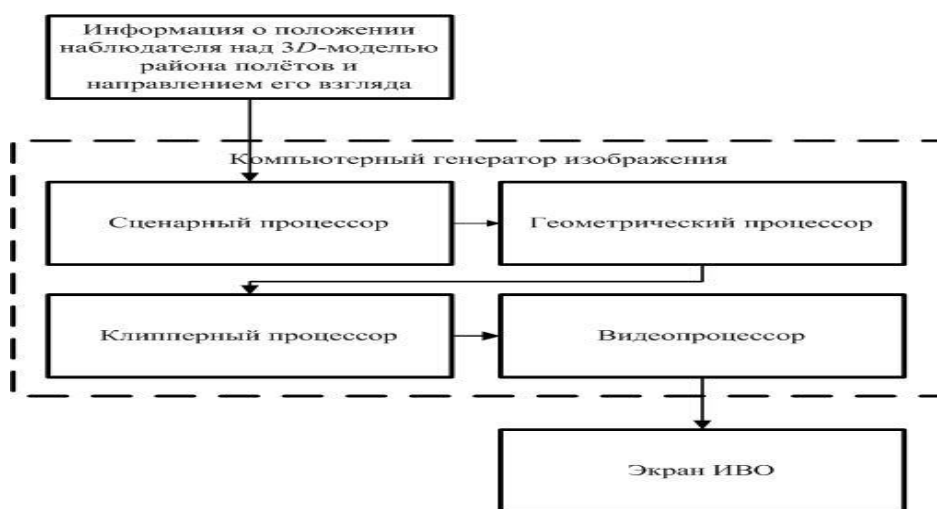 Информация о положении
наблюдателя над 3D-моделью
района полётов и
направлением его взгляда
Компьютерный генератор изображения
Сценарный процессор
Геометрический процессор
Клипперный процессор
Видеопроцессор
Экран ИВО